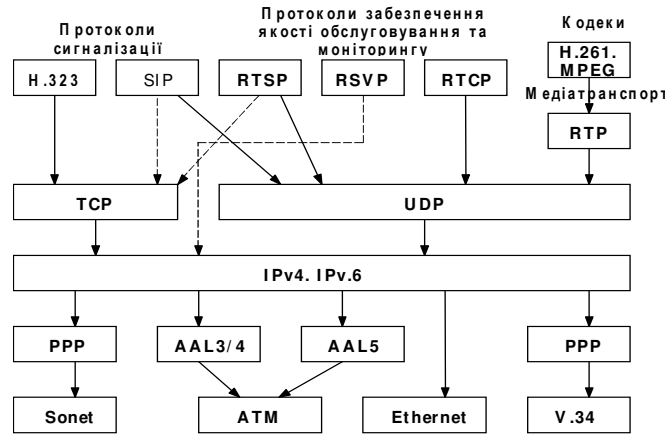 Протоколи
сигналізації
Протоколи забезпечення
якості обслуговування та
моніторингу
Кодеки
H.323
SIP
RTSP
RSVP
RTCP
H.261.
MPEG
Медіатранспорт
RTP
TCP
UDP
IPv4. IPv.6
PPP
AAL3/4
AAL5
PPP
Sonet
ATM
Ethernet
V.34